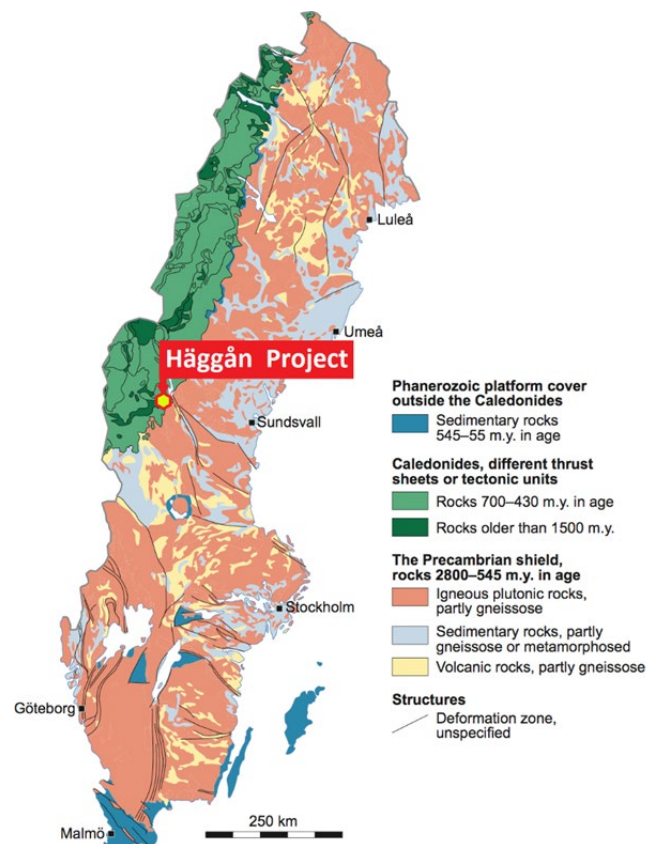 Luleå
Umeå
Häggån Project
Sundsvall
Stockholm
Göteborg
Malmö
250 km
Phanerozoic platform cover
outside the Caledonides
Sedimentary rocks
545–55 m.y. in age
Caledonides, different thrust
sheets or tectonic units
Rocks 700–430 m.y. in age
Rocks older than 1500 m.y.
The Precambrian shield,
rocks 2800–545 m.y. in age
Igneous plutonic rocks,
partly gneissose
Sedimentary rocks, partly
gneissose or metamorphosed
Volcanic rocks, partly gneissose
Structures
Deformation zone,
unspecified